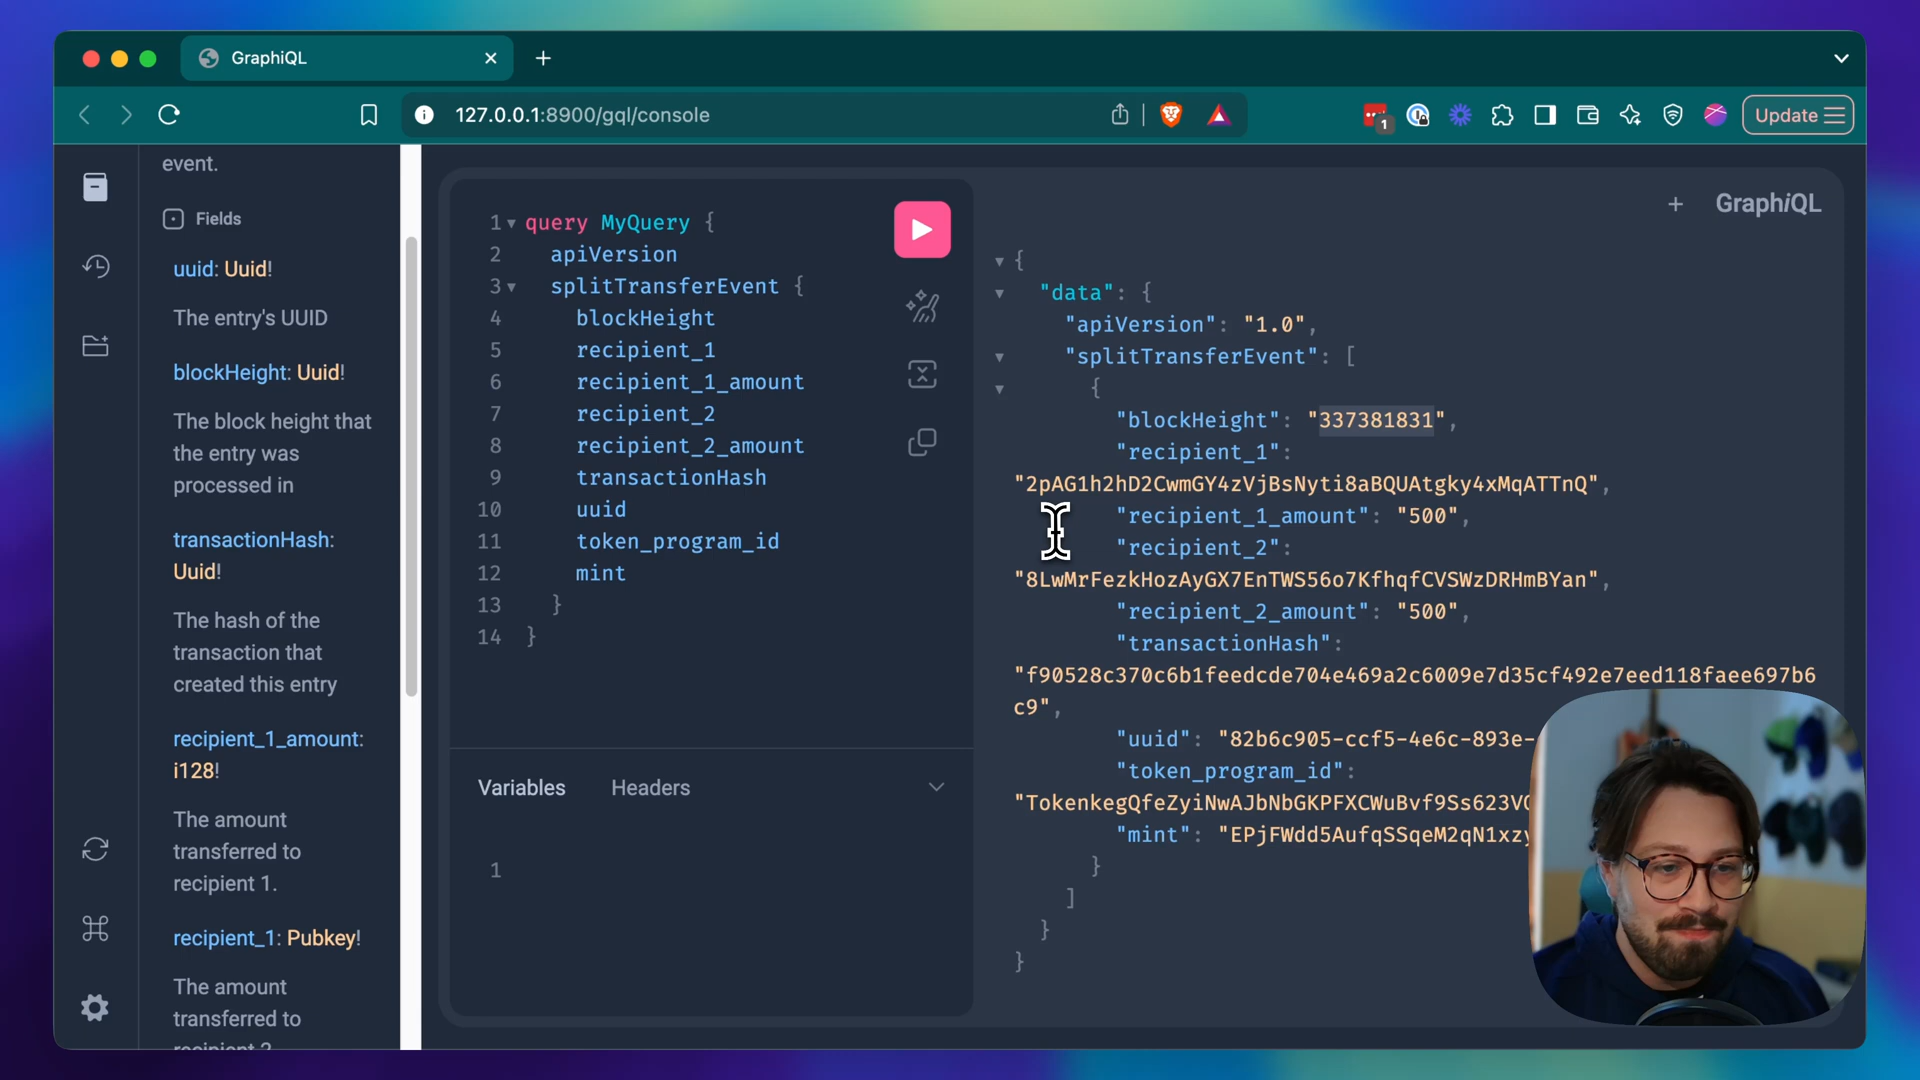 GraphiQL
127.0.0.1:8900/gql/console
1
Update
event.
Fields
uuid: Uuid!
The entry's UUID
blockHeight: Uuid!
The block height that
the entry was
processed in
transactionHash:
Uuid!
The hash of the
transaction that
created this entry
recipient_1_amount:
i128!
The amount
transferred to
recipient 1.
recipient_1: Pubkey!
The amount
transferred to
recipient 2
1 query MyQuery {
2 apiVersion
3 splitTransferEvent {
4 blockHeight
5 recipient_1
6 recipient_1_amount
7 recipient_2
8 recipient_2_amount
9 transactionHash
10 uuid
11 token_program_id
12 mint
13 }
14 }
Variables Headers
1
+ GraphiQL
{
"data": {
"apiVersion": "1.0",
"splitTransferEvent": [
{
"blockHeight": "337381831",
"recipient_1":
"2pAG1h2hD2CwmGY4zVjBsNyti8aBQUAtgky4xMqATTnQ",
"recipient_1_amount": "500",
"recipient_2":
"8LwMrFezkHozAyGX7EnTWS56o7KfhqfCVSWzDRHmBYan",
"recipient_2_amount": "500",
"transactionHash":
"f90528c370c6b1feedcde704e469a2c6009e7d35cf492e7eed118faee697b6
c9",
"uuid": "82b6c905-ccf5-4e6c-893e-
"token_program_id":
"TokenkegQfeZyiNwAJbNbGKPFXCWuBvf9Ss623V
"mint": "EPjFWdd5AufqSSqeM2qN1xzy
}
]
}
}